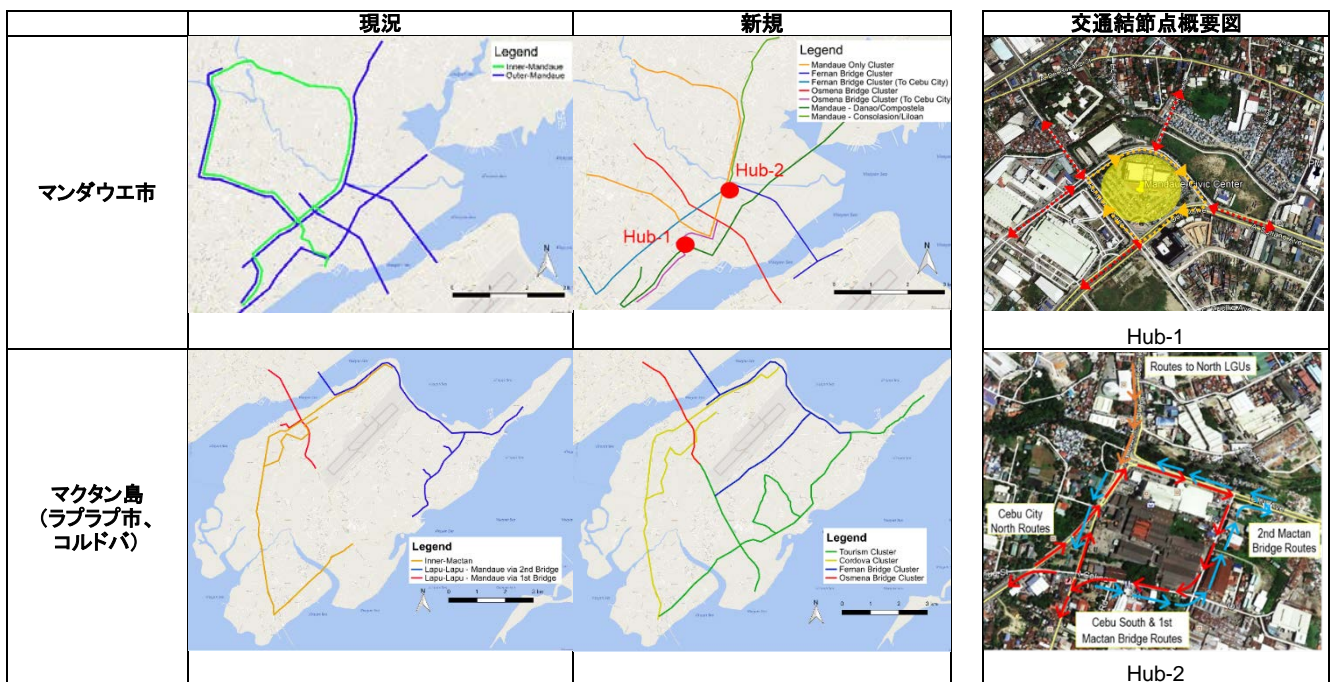 現況
新規
交通結節点概要図
マンダウエ市
Legend
Inner-Mandaue
Outer-Mandaue
N
Legend
Mandaue Only Cluster
Fernan Bridge Cluster
Fernan Bridge Cluster (To Cebu City)
Osmena Bridge Cluster
Osmena Bridge Cluster (To Cebu City
Mandaue - Danao/Compostela
Mandaue - Consolasion/Liloan
Hub-2
Hub-1
N
Mandaue Civic Center
Hub-1
マクタン島
(ラプラプ市、
コルドバ)
Legend
Inner-Mactan
Lapu-Lapu - Mandaue via 2nd Bridge
Lapu-Lapu - Mandaue via 1st Bridge
N
Legend
Tourism Cluster
Cordova Cluster
Fernan Bridge Cluster
Osmena Bridge Cluster
N
Routes to North LGUs
Cebu City
North Routes
2nd Mactan
Bridge Routes
Cebu South & 1st
Mactan Bridge Routes
Hub-2